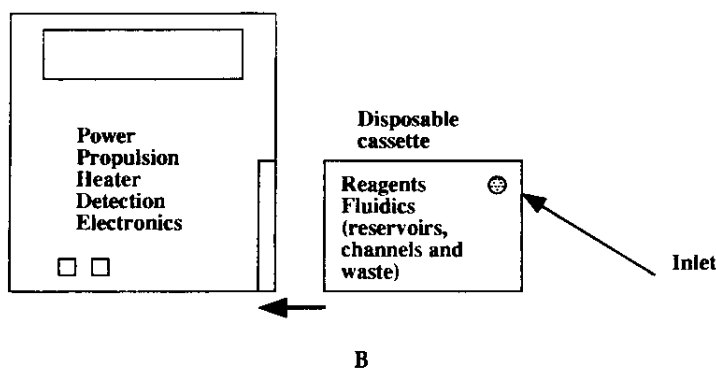 Power
Propulsion
Heater
Detection
Electronics
Disposable
cassette
Reagents
Fluidics
(reservoirs,
channels and
waste)
Inlet
B